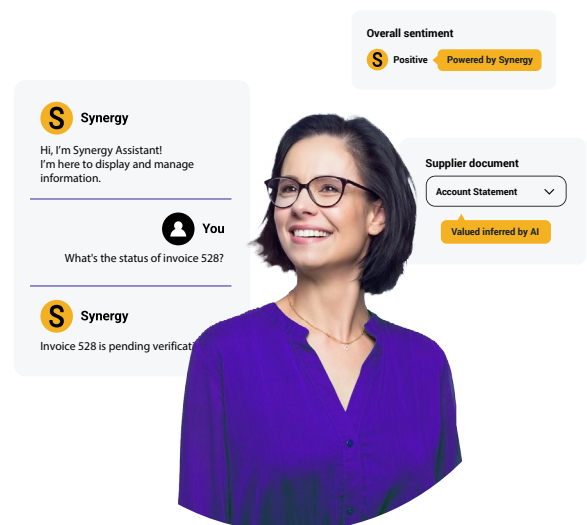 Overall sentiment
S Positive Powered by Synergy
S Synergy
Hi, I'm Synergy Assistant!
I'm here to display and manage
information.
You
What's the status of invoice 528?
S Synergy
Invoice 528 is pending
Supplier document
Account Statement
Valued inferred by AI